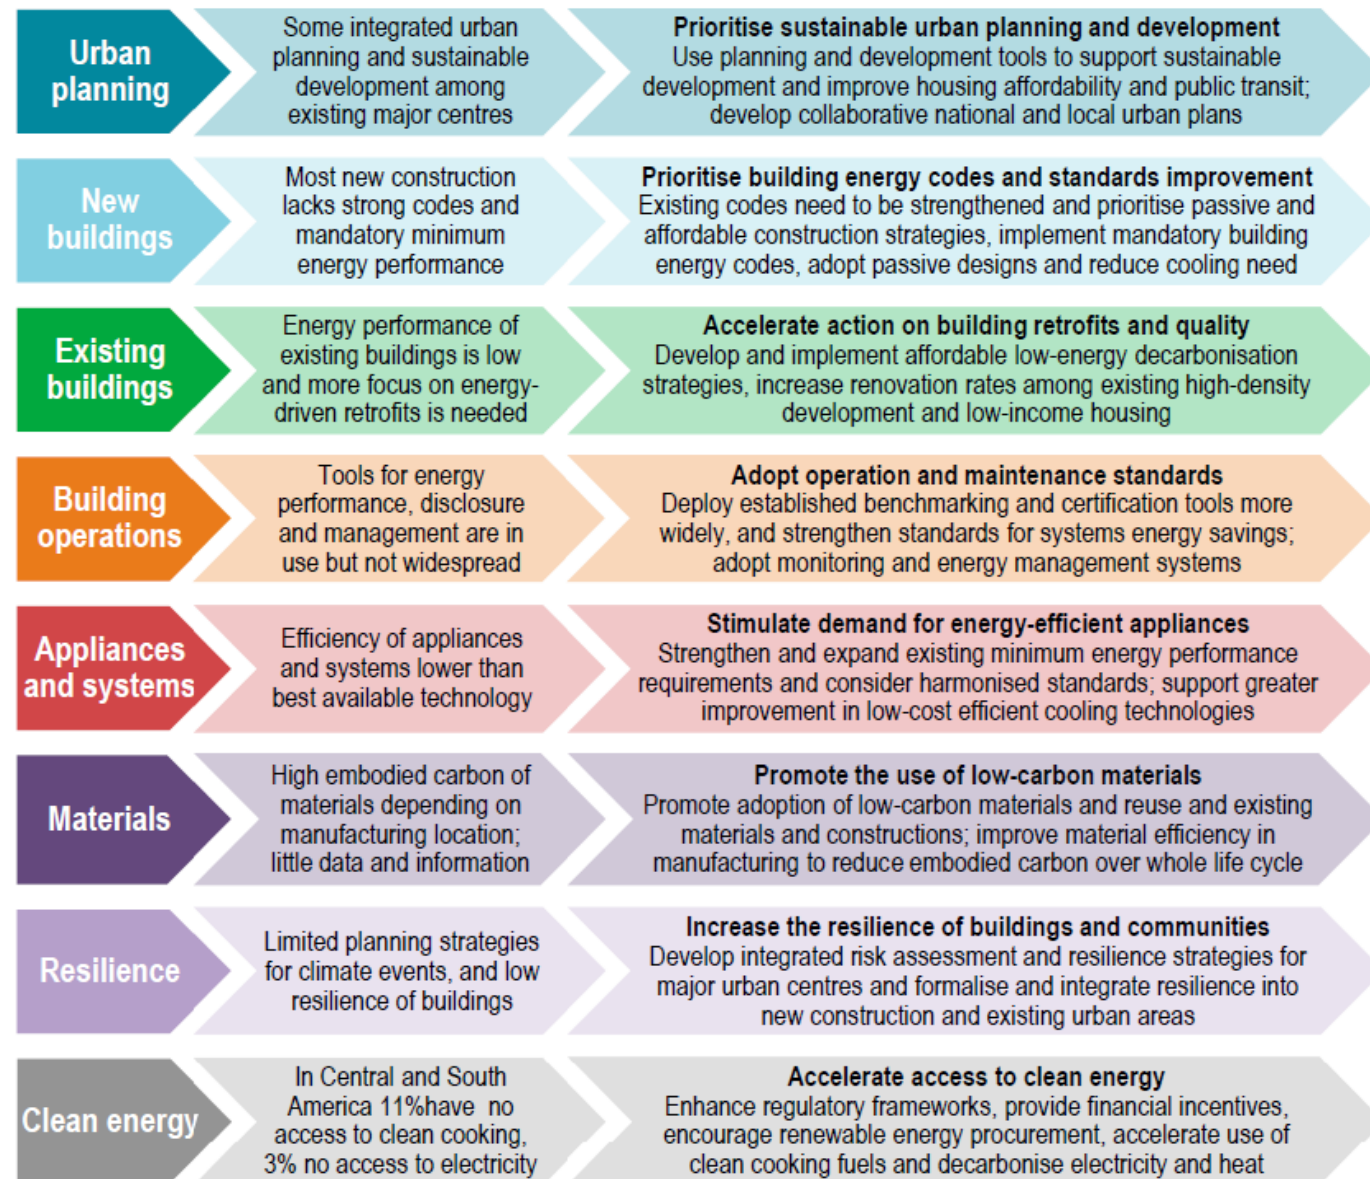 Urban
planning
Some integrated urban
planning and sustainable
development among
existing major centres
Prioritise sustainable urban planning and development
Use planning and development tools to support sustainable
development and improve housing affordability and public transit;
develop collaborative national and local urban plans
New
buildings
Most new construction
lacks strong codes and
mandatory minimum
energy performance
Prioritise building energy codes and standards improvement
Existing codes need to be strengthened and prioritise passive and
affordable construction strategies, implement mandatory building
energy codes, adopt passive designs and reduce cooling need
Existing
buildings
Energy performance of
existing buildings is low
and more focus on energy-
driven retrofits is needed
Accelerate action on building retrofits and quality
Develop and implement affordable low-energy decarbonisation
strategies, increase renovation rates among existing high-density
development and low-income housing
Building
operations
Tools for energy
performance, disclosure
and management are in
use but not widespread
Adopt operation and maintenance standards
Deploy established benchmarking and certification tools more
widely, and strengthen standards for systems energy savings;
adopt monitoring and energy management systems
Appliances
and systems
Efficiency of appliances
and systems lower than
best available technology
Stimulate demand for energy-efficient appliances
Strengthen and expand existing minimum energy performance
requirements and consider harmonised standards; support greater
improvement in low-cost efficient cooling technologies
Materials
High embodied carbon of
materials depending on
manufacturing location;
little data and information
Promote the use of low-carbon materials
Promote adoption of low-carbon materials and reuse and existing
materials and constructions; improve material efficiency in
manufacturing to reduce embodied carbon over whole life cycle
Resilience
Limited planning strategies
for climate events, and low
resilience of buildings
Increase the resilience of buildings and communities
Develop integrated risk assessment and resilience strategies for
major urban centres and formalise and integrate resilience into
new construction and existing urban areas
Clean energy
In Central and South
America 11%have no
access to clean cooking,
3% no access to electricity
Accelerate access to clean energy
Enhance regulatory frameworks, provide financial incentives,
encourage renewable energy procurement, accelerate use of
clean cooking fuels and decarbonise electricity and heat